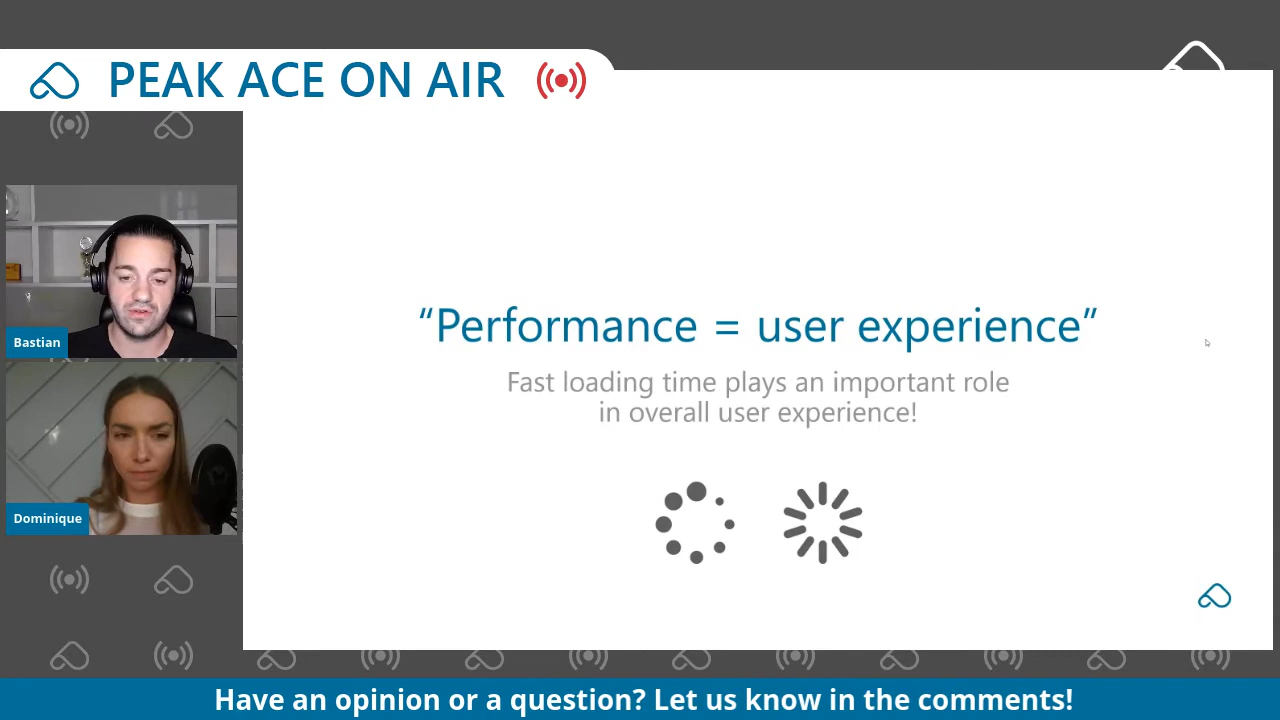 PEAK ACE ON AIR
Bastian
Dominique
“Performance = user experience”
Fast loading time plays an important role
in overall user experience!
Have an opinion or a question? Let us know in the comments!